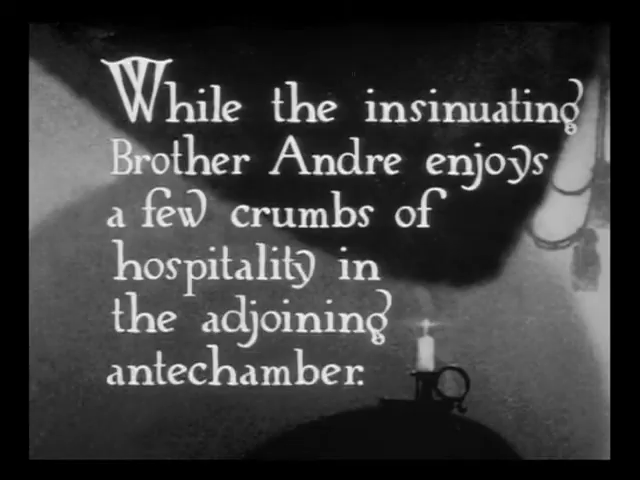 While the insinuating
Brother Andre enjoys
a few crumbs of
hospitality in
the adjoining
antechamber.